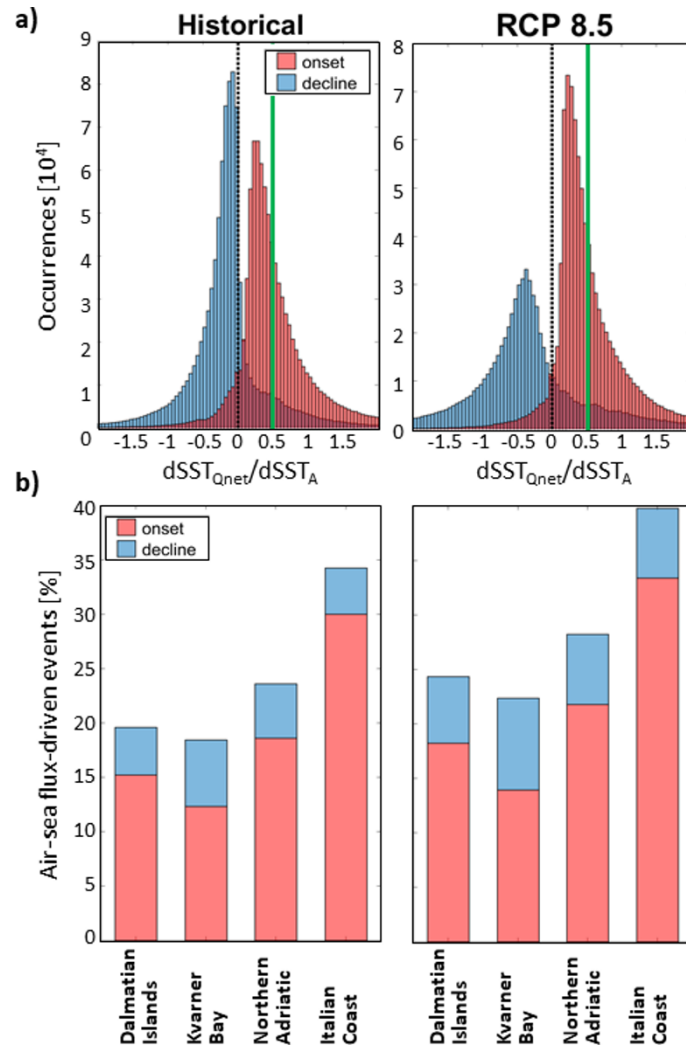 a)
Historical
RCP 8.5
onset
decline
Occurrences [10⁴]
9
8
7
6
5
4
3
2
1
0
8
7
6
5
4
3
2
1
0
-1.5 -0.5 0 0.5 1 1.5
-1.5 -1 -0.5 0 0.5 1 1.5
dSST_Qnet/dSST_A
dSST_Qnet/dSST_A
b)
onset
decline
Air-sea flux-driven events [%]
40
35
30
25
20
15
10
5
0
Dalmatian
Islands
Kvarner
Bay
Northern
Adriatic
Italian
Coast
Dalmatian
Islands
Kvarner
Bay
Northern
Adriatic
Italian
Coast